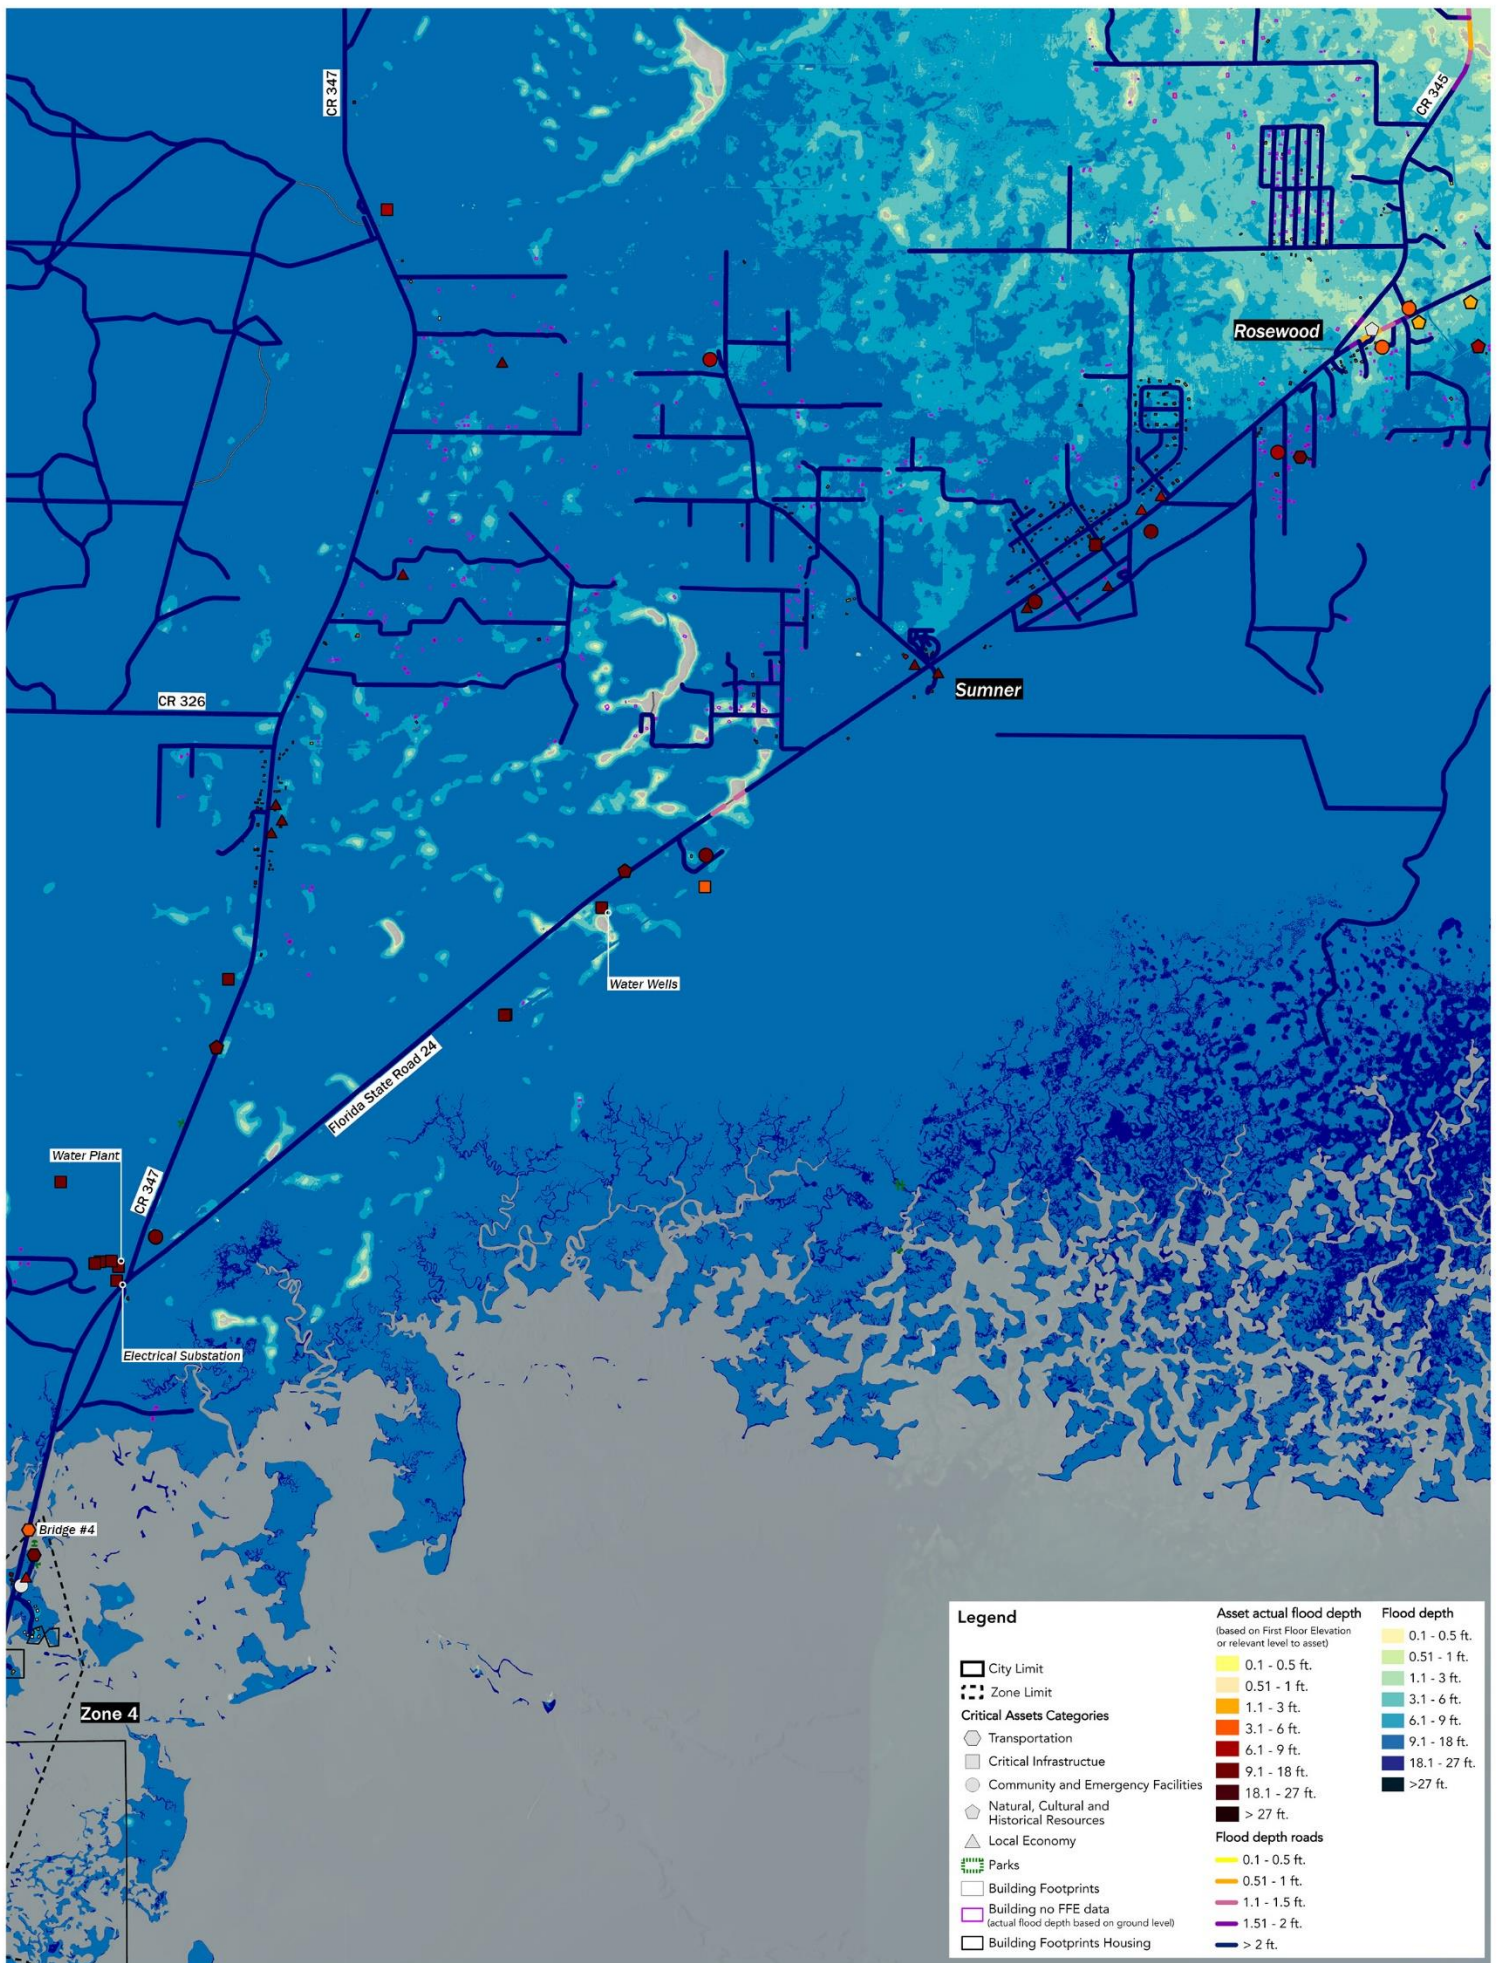 CR 347
CR 345
Rosewood
Sumner
CR 326
Water Wells
Florida State Road 24
Water Plant
CR 347
Electrical Substation
Bridge #4
Zone 4
Legend
City Limit
Zone Limit
Critical Assets Categories
Transportation
Critical Infrastructue
Community and Emergency Facilities
Natural, Cultural and
Historical Resources
Local Economy
Parks
Building Footprints
Building no FFE data
(actual flood depth based on ground level)
Building Footprints Housing
Asset actual flood depth
(based on First Floor Elevation
or relevant level to asset)
0.1 - 0.5 ft.
0.51 - 1 ft.
1.1 - 3 ft.
3.1 - 6 ft.
6.1 - 9 ft.
9.1 - 18 ft.
18.1 - 27 ft.
> 27 ft.
Flood depth roads
0.1 - 0.5 ft.
0.51 - 1 ft.
1.1 - 1.5 ft.
1.51 - 2 ft.
> 2 ft.
Flood depth
0.1 - 0.5 ft.
0.51 - 1 ft.
1.1 - 3 ft.
3.1 - 6 ft.
6.1 - 9 ft.
9.1 - 18 ft.
18.1 - 27 ft.
>27 ft.